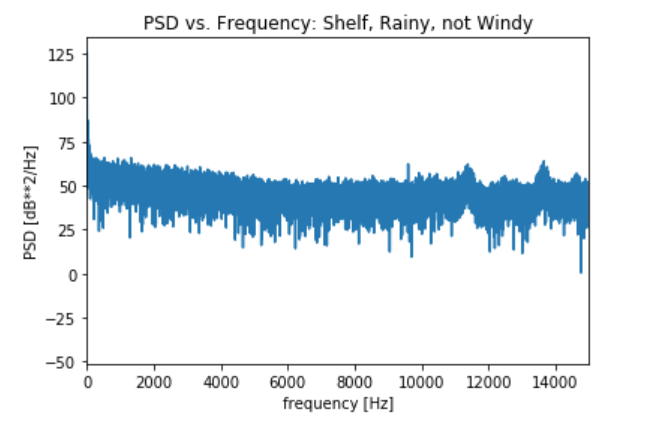 PSD vs. Frequency: Shelf, Rainy, not Windy
PSD [dB**2/Hz]
125
100
75
50
25
0
−25
−50
0 2000 4000 6000 8000 10000 12000 14000
frequency [Hz]